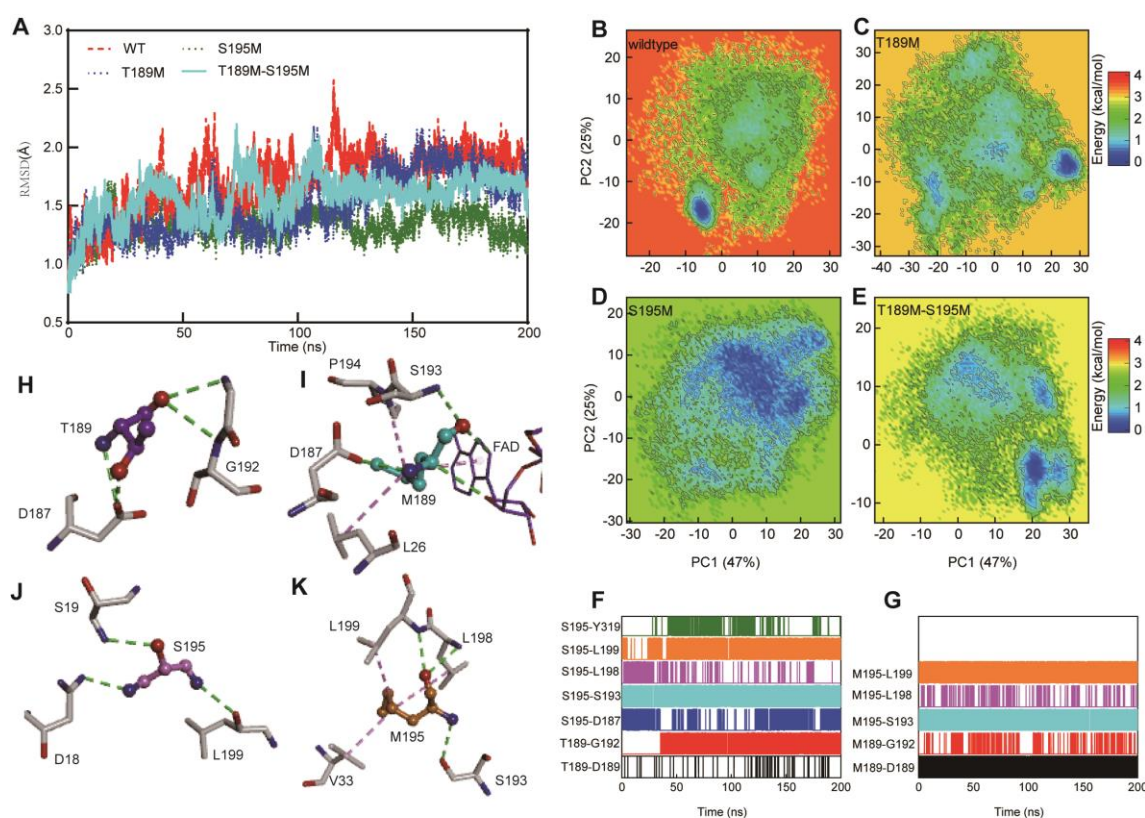 A
3.0
2.5
2.0
1.5
1.0
0.5
RMSD(Å)
WT
S195M
T189M
T189M-S195M
0
50
100
150
200
Time (ns)
B
wildtype
20
10
0
-10
-20
PC2 (25%)
-20
-10
0
10
20
30
C
T189M
30
20
10
0
-10
-20
-30
-40
-30
-20
-10
0
10
20
30
4
3
2
1
0
Energy (kcal/mol)
D
S195M
20
10
0
-10
-20
-30
PC2 (25%)
-30
-20
-10
0
10
20
30
PC1 (47%)
E
T189M-S195M
20
10
0
-10
-20
-10
0
10
20
30
PC1 (47%)
4
3
2
1
0
Energy (kcal/mol)
H
T189
G192
D187
I
P194
S193
D187
FAD
M189
L26
J
S19
S195
D18
L199
K
L199
L198
M195
V33
S193
F
S195-Y319
S195-L199
S195-L198
S195-S193
S195-D187
T189-G192
T189-D189
0
50
100
150
200
Time (ns)
G
M195-L199
M195-L198
M195-S193
M189-G192
M189-D189
0
50
100
150
200
Time (ns)